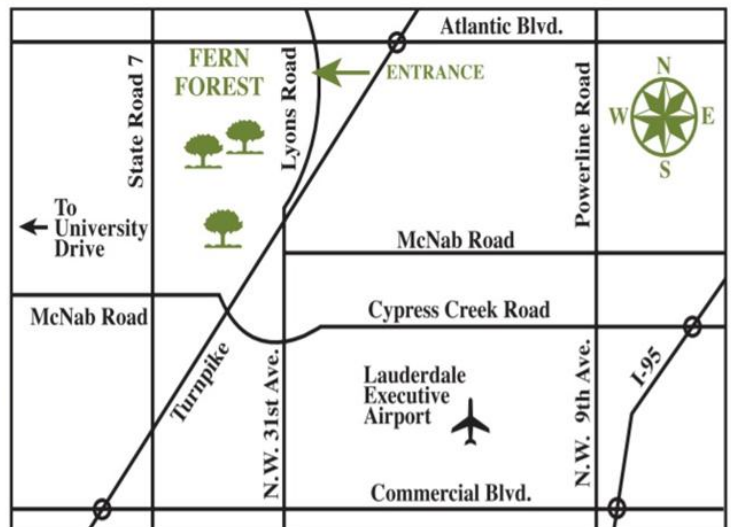 Atlantic Blvd.
FERN
FOREST
ENTRANCE
State Road 7
Lyons Road
Powerline Road
N
W
E
S
To
University
Drive
McNab Road
McNab Road
Cypress Creek Road
Turnpike
N.W. 31st Ave.
Lauderdale
Executive
Airport
N.W. 9th Ave.
I-95
Commercial Blvd.